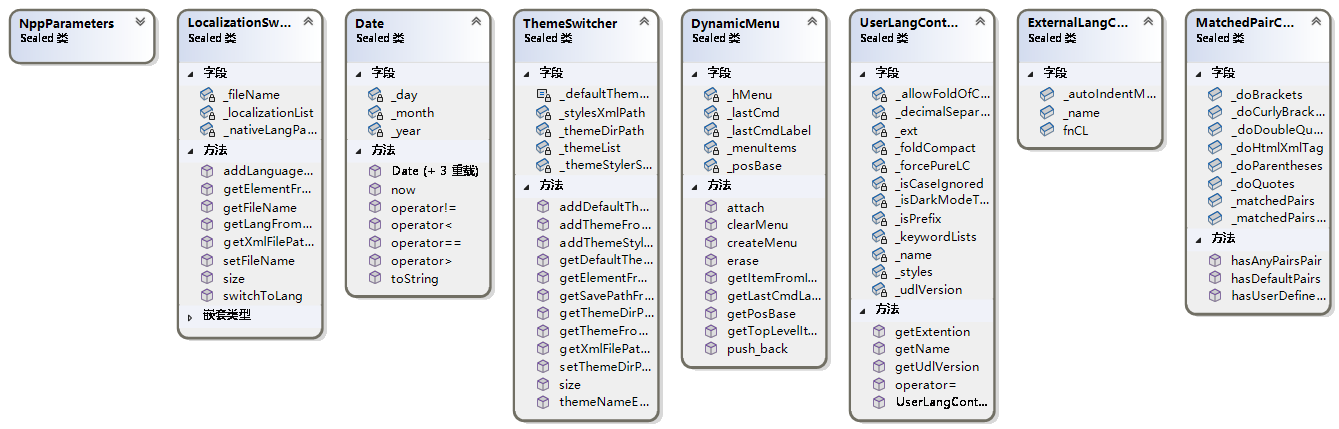 NppParameters
Sealed 类
LocalizationSw...
Sealed 类
字段
_fileName
_localizationList
_nativeLangPa...
方法
addLanguage...
getElementFr...
getFileName
getLangFrom...
getXmlFilePat...
setFileName
size
switchToLang
嵌套类型
Date
Sealed 类
字段
_day
_month
_year
方法
Date (+ 3 重载)
now
operator!=
operator<
operator==
operator>
toString
ThemeSwitcher
Sealed 类
字段
_defaultThem...
_stylesXmlPath
_themeDirPath
_themeList
_themeStylerS...
方法
addDefaultTh...
addThemeFro...
addThemeStyl...
getDefaultThe...
getElementFr...
getSavePathFr...
getThemeDirP...
getThemeFro...
getXmlFilePat...
setThemeDirP...
size
themeNameE...
DynamicMenu
Sealed 类
字段
_hMenu
_lastCmd
_lastCmdLabel
_menuItems
_posBase
方法
attach
clearMenu
createMenu
erase
getItemFromI...
getLastCmdLa...
getPosBase
getTopLevelIt...
push_back
UserLangCont...
Sealed 类
字段
_allowFoldOfC...
_decimalSepar...
_ext
_foldCompact
_forcePureLC
_isCaseIgnored
_isDarkModeT...
_isPrefix
_keywordLists
_name
_styles
_udlVersion
方法
getExtention
getName
getUdlVersion
operator=
UserLangCont...
ExternalLangC...
Sealed 类
字段
_autoIndentM...
_name
fnCL
MatchedPairC...
Sealed 类
字段
_doBrackets
_doCurlyBrack...
_doDoubleQu...
_doHtmlXmlTag
_doParentheses
_doQuotes
_matchedPairs
_matchedPairs...
方法
hasAnyPairsPair
hasDefaultPairs
hasUserDefine...